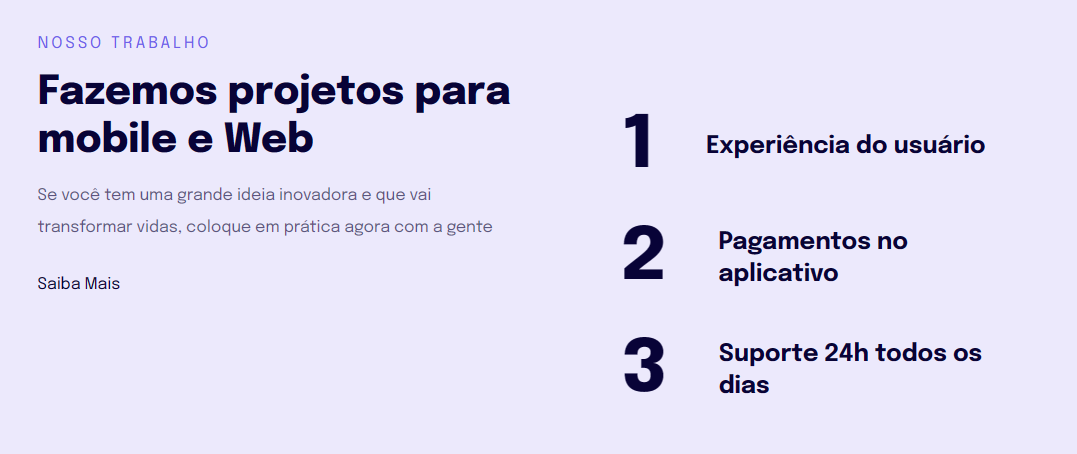 NOSSO TRABALHO
Fazemos projetos para
mobile e Web
Se você tem uma grande ideia inovadora e que vai
transformar vidas, coloque em prática agora com a gente
Saiba Mais
1 Experiência do usuário
2 Pagamentos no
aplicativo
3 Suporte 24h todos os
dias